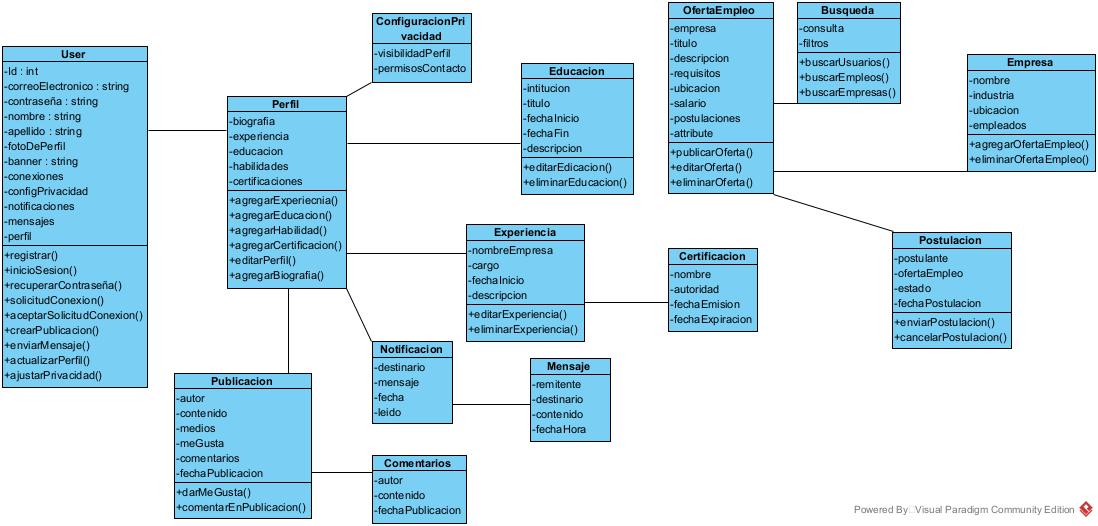 User
-Id : int
-correoElectronico : string
-contraseña : string
-nombre : string
-apellido : string
-fotoDePerfil
-banner : string
-conexiones
-configPrivacidad
-notificaciones
-mensajes
-perfil
+registrar()
+inicioSesion()
+recuperarContraseña()
+solicitudConexion()
+aceptarSolicitudConexion()
+crearPublicacion()
+enviarMensaje()
+actualizarPerfil()
+ajustarPrivacidad()
Perfil
-biografia
-experiencia
-educacion
-habilidades
-certificaciones
+agregarExperiecnia()
+agregarEducacion()
+agregarHabilidad()
+agregarCertificacion()
+editarPerfil()
+agregarBiografia()
ConfiguracionPri
vacidad
-visibilidadPerfil
-permisosContacto
Educacion
-intitucion
-titulo
-fechaInicio
-fechaFin
-descripcion
+editarEdicacion()
+eliminarEducacion()
Experiencia
-nombreEmpresa
-cargo
-fechaInicio
-descripcion
+editarExperiencia()
+eliminarExperiencia()
Certificacion
-nombre
-autoridad
-fechaEmision
-fechaExpiracion
Notificacion
-destinario
-mensaje
-fecha
-leido
Mensaje
-remitente
-destinario
-contenido
-fechaHora
Publicacion
-autor
-contenido
-medios
-meGusta
-comentarios
-fechaPublicacion
+darMeGusta()
+comentarEnPublicacion()
Comentarios
-autor
-contenido
-fechaPublicacion
OfertaEmpleo
-empresa
-titulo
-descripcion
-requisitos
-ubicacion
-salario
-postulaciones
-attribute
+publicarOferta()
+editarOferta()
+eliminarOferta()
Busqueda
-consulta
-filtros
+buscarUsuarios()
+buscarEmpleos()
+buscarEmpresas()
Empresa
-nombre
-industria
-ubicacion
-empleados
+agregarOfertaEmpleo()
+eliminarOfertaEmpleo()
Postulacion
-postulante
-ofertaEmpleo
-estado
-fechaPostulacion
+enviarPostulacion()
+cancelarPostulacion()
Powered By Visual Paradigm Community Edition